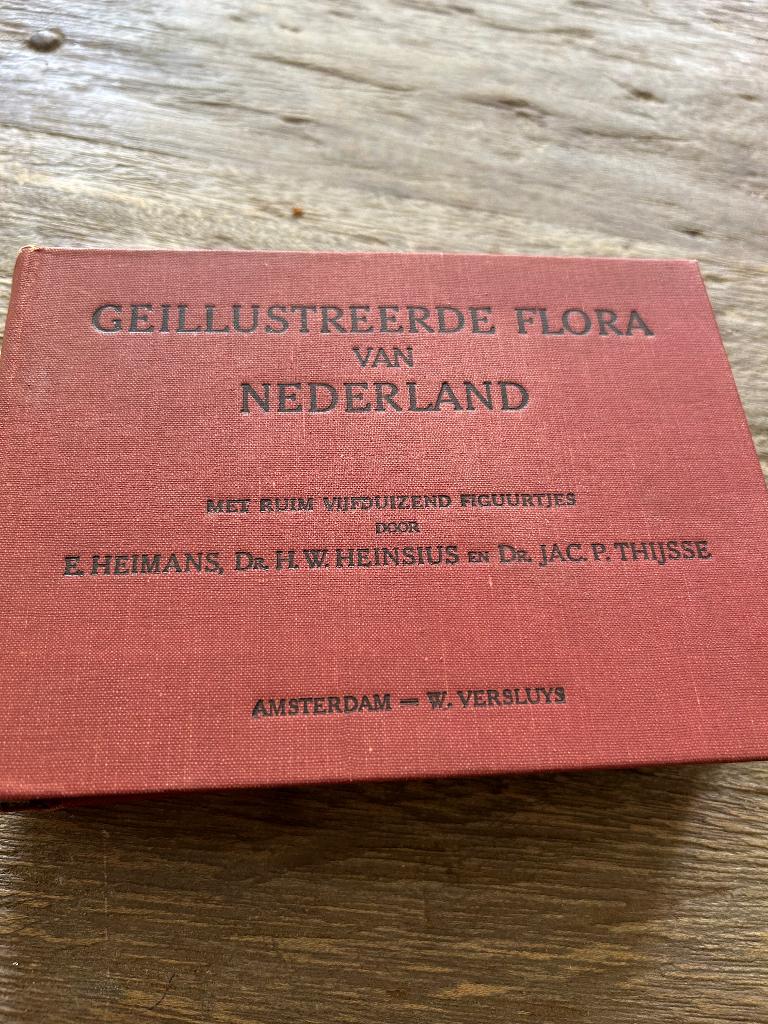 GEILLUSTREERDE FLORA
VAN
NEDERLAND
MET RUIM VIJFDUIZEND FIGUURTJES
DOOR
E. HEIMANS, DR. H. W. HEINSIUS EN DR. JAC. P. THIJSSE
AMSTERDAM — W. VERSLUYS